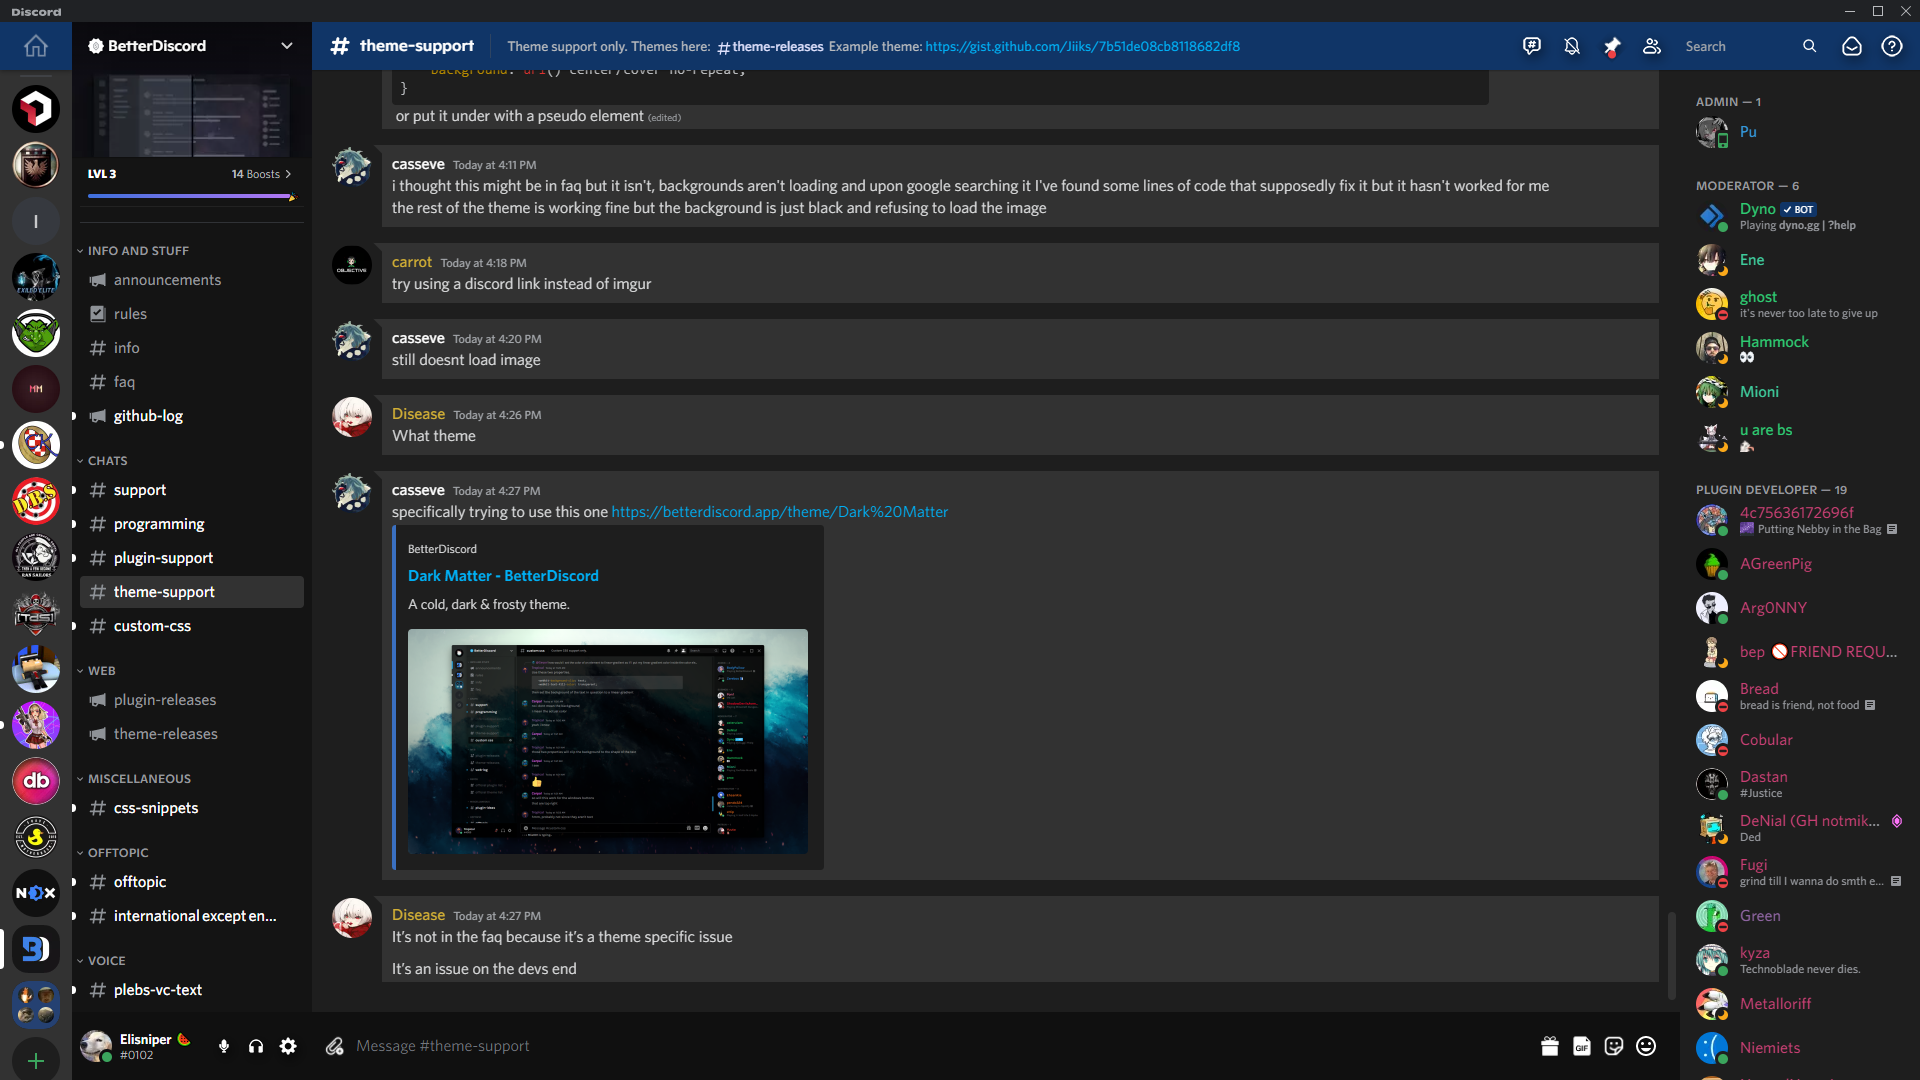 Discord
BetterDiscord
LVL 3
14 Boosts
INFO AND STUFF
announcements
rules
info
faq
github-log
CHATS
support
programming
plugin-support
theme-support
custom-css
WEB
plugin-releases
theme-releases
MISCELLANEOUS
css-snippets
OFFTOPIC
offtopic
international except en...
VOICE
plebs-vc-text
Elisniper
#0102
I
EXILED ELITE
MM
DBS
TDS
db
NOX
theme-support
Theme support only. Themes here: #theme-releases Example theme: https://gist.github.com/Jiiks/7b51de08cb8118682df8
Search
background: url() center/cover no-repeat;
}
or put it under with a pseudo element (edited)
casseve Today at 4:11 PM
i thought this might be in faq but it isn't, backgrounds aren't loading and upon google searching it I've found some lines of code that supposedly fix it but it hasn't worked for me
the rest of the theme is working fine but the background is just black and refusing to load the image
OBJECTIVE
carrot Today at 4:18 PM
try using a discord link instead of imgur
casseve Today at 4:20 PM
still doesnt load image
Disease Today at 4:26 PM
What theme
casseve Today at 4:27 PM
specifically trying to use this one https://betterdiscord.app/theme/Dark%20Matter
BetterDiscord
Dark Matter - BetterDiscord
A cold, dark & frosty theme.
Disease Today at 4:27 PM
It's not in the faq because it's a theme specific issue
It's an issue on the devs end
Message #theme-support
GIF
ADMIN — 1
Pu
MODERATOR — 6
Dyno BOT
Playing dyno.gg | ?help
Ene
ghost
it's never too late to give up
Hammock
Mioni
u are bs
PLUGIN DEVELOPER — 19
4c75636172696f
Putting Nebby in the Bag
AGreenPig
Arg0NNY
bep FRIEND REQU...
Bread
bread is friend, not food
Cobular
Dastan
#Justice
DeNial (GH notmik...
Ded
Fugi
grind till I wanna do smth e...
Green
kyza
Technoblade never dies.
Metalloriff
Niemiets